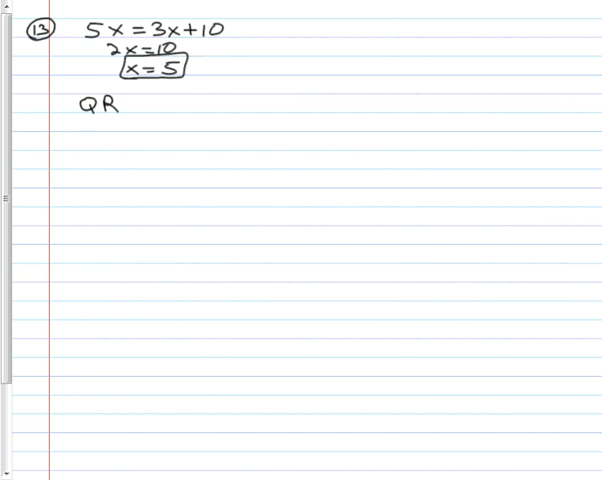 13 5x = 3x + 10
2x = 10
x = 5
QR